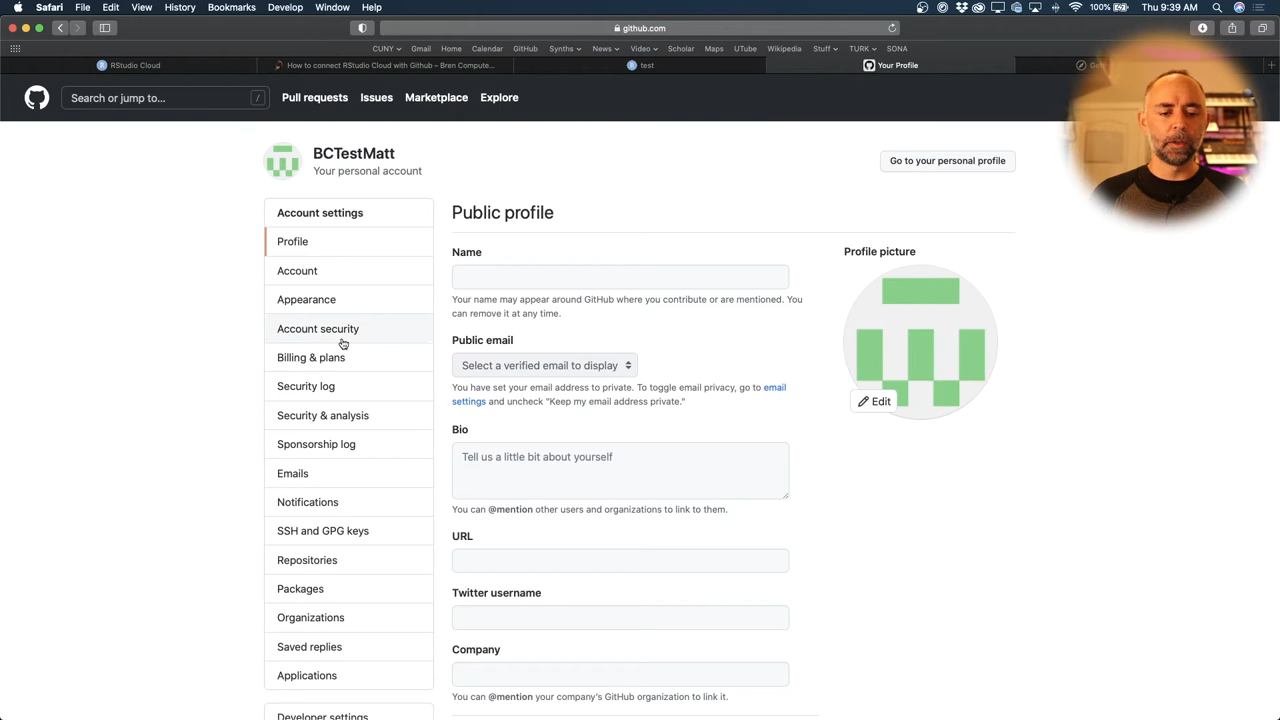 Safari File Edit View History Bookmarks Develop Window Help 100% Thu 9:39 AM
github.com
CUNY Gmail Home Calendar GitHub Synths News Video Scholar Maps UTube Wikipedia Stuff TURK SONA
RStudio Cloud How to connect RStudio Cloud with Github – Bren Compute... test Your Profile
Search or jump to... / Pull requests Issues Marketplace Explore
BCTestMatt
Your personal account
Go to your personal profile
Account settings
Profile
Account
Appearance
Account security
Billing & plans
Security log
Security & analysis
Sponsorship log
Emails
Notifications
SSH and GPG keys
Repositories
Packages
Organizations
Saved replies
Applications
Developer settings
Public profile
Name
Your name may appear around GitHub where you contribute or are mentioned. You
can remove it at any time.
Public email
Select a verified email to display
You have set your email address to private. To toggle email privacy, go to email
settings and uncheck "Keep my email address private."
Bio
Tell us a little bit about yourself
You can @mention other users and organizations to link to them.
URL
Twitter username
Company
You can @mention your company's GitHub organization to link it.
Profile picture
Edit